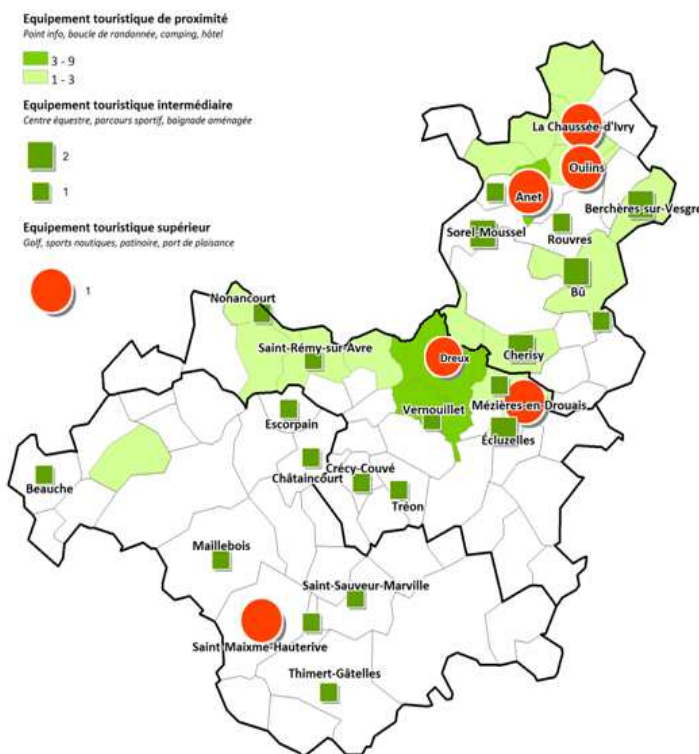 Equipement touristique de proximité
Point info, boucle de randonnée, camping, hôtel
3 - 9
1 - 3
Equipement touristique intermédiaire
Centre équestre, parcours sportif, baignade aménagée
2
1
Equipement touristique supérieur
Golf, sports nautiques, patinoire, port de plaisance
1
La Chaussée-d'Ivry
Oulins
Anet
Berchères-sur-Vesgre
Sorel-Moussel
Rouvres
Bû
Nonancourt
Saint-Rémy-sur-Avre
Dreux
Cherisy
Mézières-en-Drouais
Vernouillet
Écluzelles
Escorpain
Châtaincourt
Crécy-Couvé
Tréon
Beauche
Maillebois
Saint-Sauveur-Marville
Saint-Maixme-Hauterive
Thimert-Gâtelles